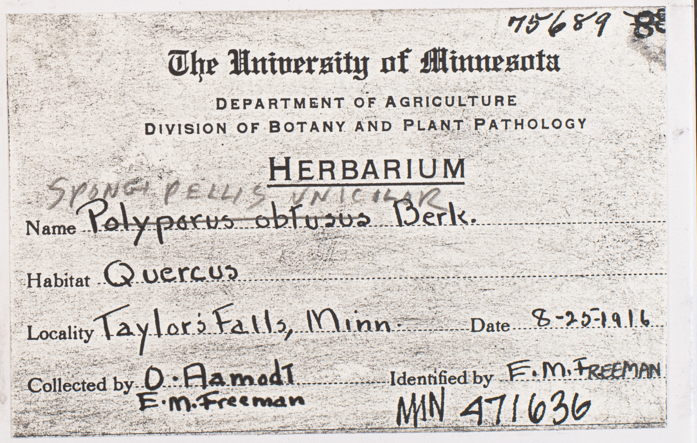 75689 88
The University of Minnesota
DEPARTMENT OF AGRICULTURE
DIVISION OF BOTANY AND PLANT PATHOLOGY
HERBARIUM
SPONGIPELLIS UNICOLAR
Name Polyporus obtusus Berk.
Habitat Quercus
Locality Taylor's Falls, Minn. Date 8-25-1916
Collected by O. Aamodt Identified by E.M. FREEMAN
E.M. Freeman
MIN 471636